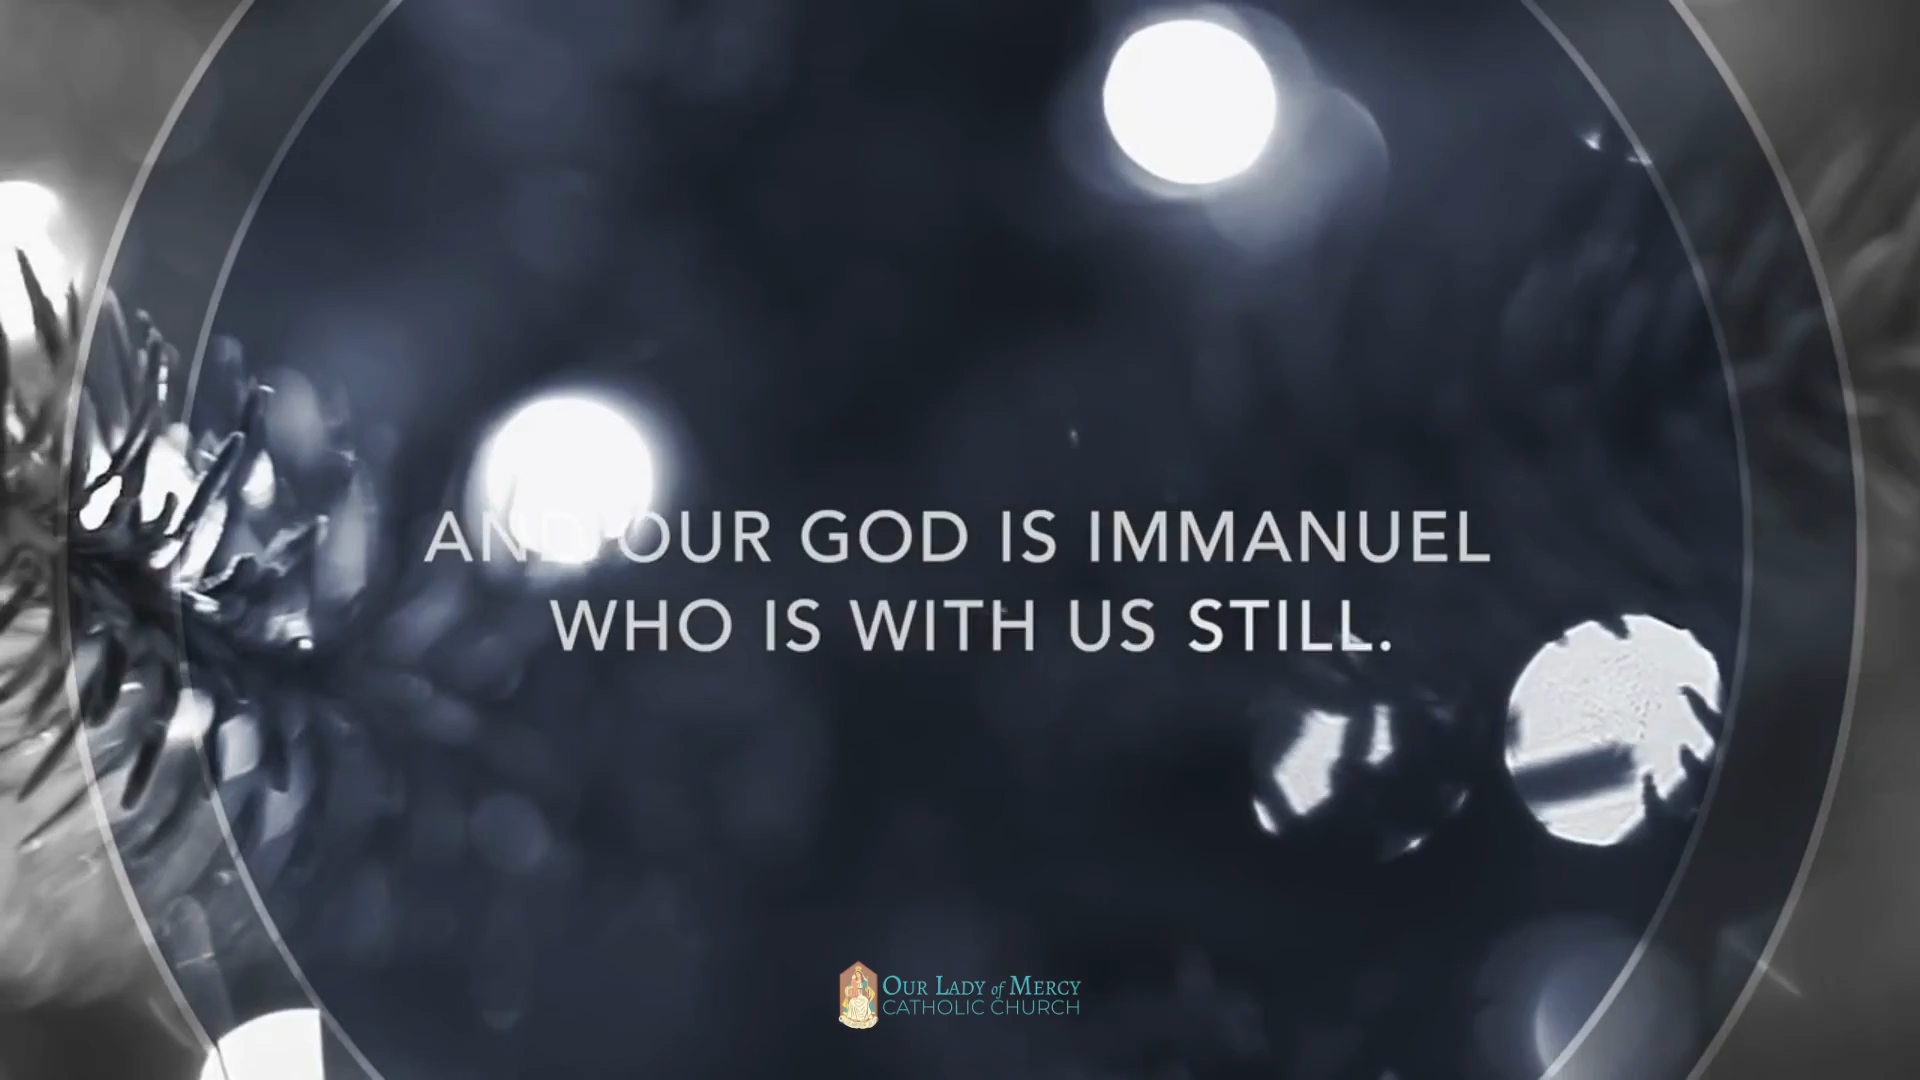 AND OUR GOD IS IMMANUEL
WHO IS WITH US STILL.
OUR LADY of MERCY
CATHOLIC CHURCH